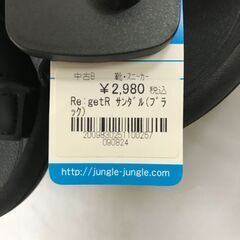 中古B 靴・スニーカー
￥2,980 税込
Re:getR サンダル(ブラ
ック)
2009830251100257
090824
http://jungle-jungle.com/